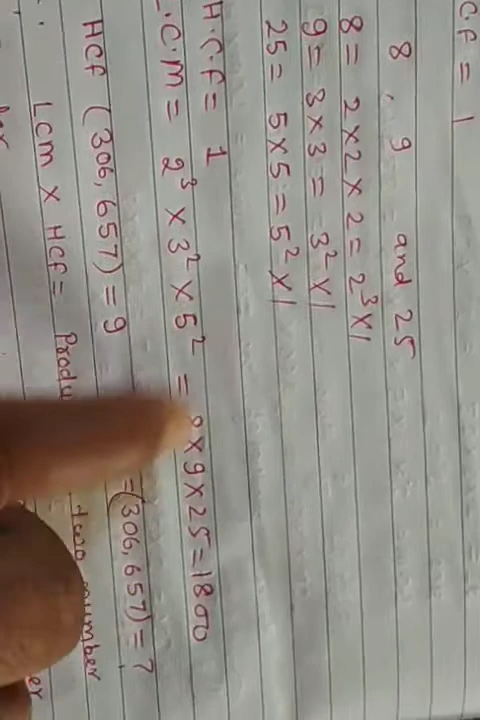 C.F = 1
8, 9 and 25
8 = 2×2×2 = 2³×1
9 = 3×3 = 3²×1
25 = 5×5 = 5²×1
H.C.F = 1
.C.M = 2³ × 3² × 5² = 8×9×25 = 1800
HCF (306, 657) = 9 =(306, 657) = ?
LCM × HCF = two number